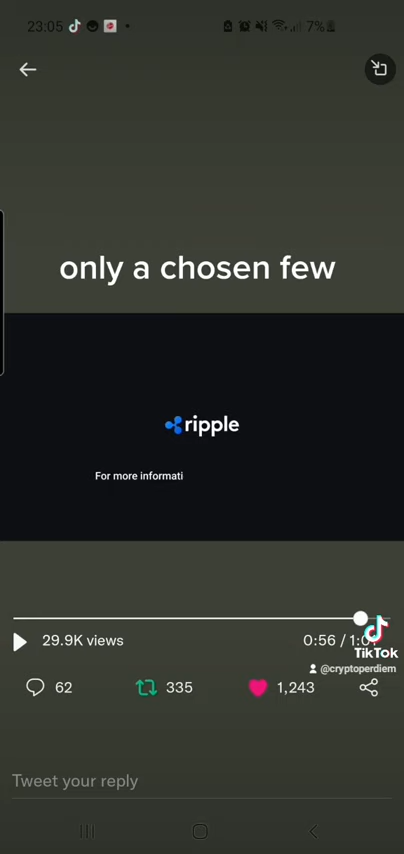 23:05
7%
only a chosen few
ripple
For more informati
29.9K views
0:56 / 1:01
TikTok
@cryptoperdiem
62
335
1,243
Tweet your reply